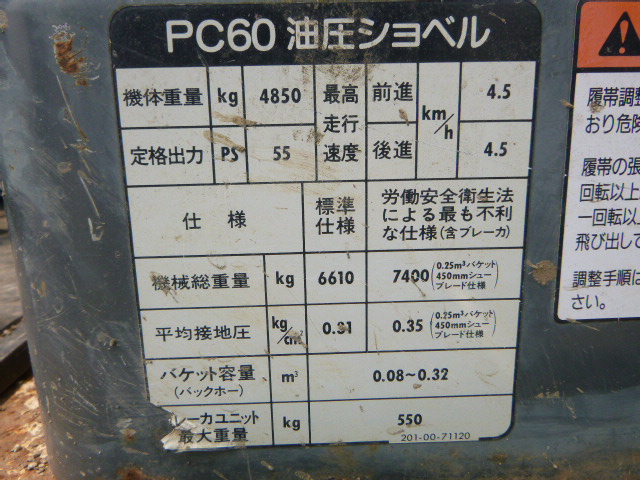 PC60 油圧ショベル
機体重量 kg 4850 最高走行速度 前進 km/h 4.5
定格出力 PS 55 後進 4.5
仕様 標準仕様 労働安全衛生法による最も不利な仕様(含ブレーカ)
機械総重量 kg 6610 7400 (0.25m³バケット 450mmシュー ブレード仕様)
平均接地圧 kg/cm² 0.31 0.35 (0.25m³バケット 450mmシュー ブレード仕様)
バケット容量(バックホー) m³ 0.08~0.32
レーカユニット最大重量 kg 550
201-00-71120
履帯調整
おり危険
履帯の張
回転以上
一回転以
飛び出して
調整手順は
さい。